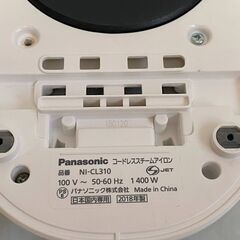 180120
Panasonic コードレススチームアイロン
品番 NI-CL310
100 V ～ 50-60 Hz 1 400 W
パナソニック株式会社 Made in China
日本国内専用 2018年製
JET